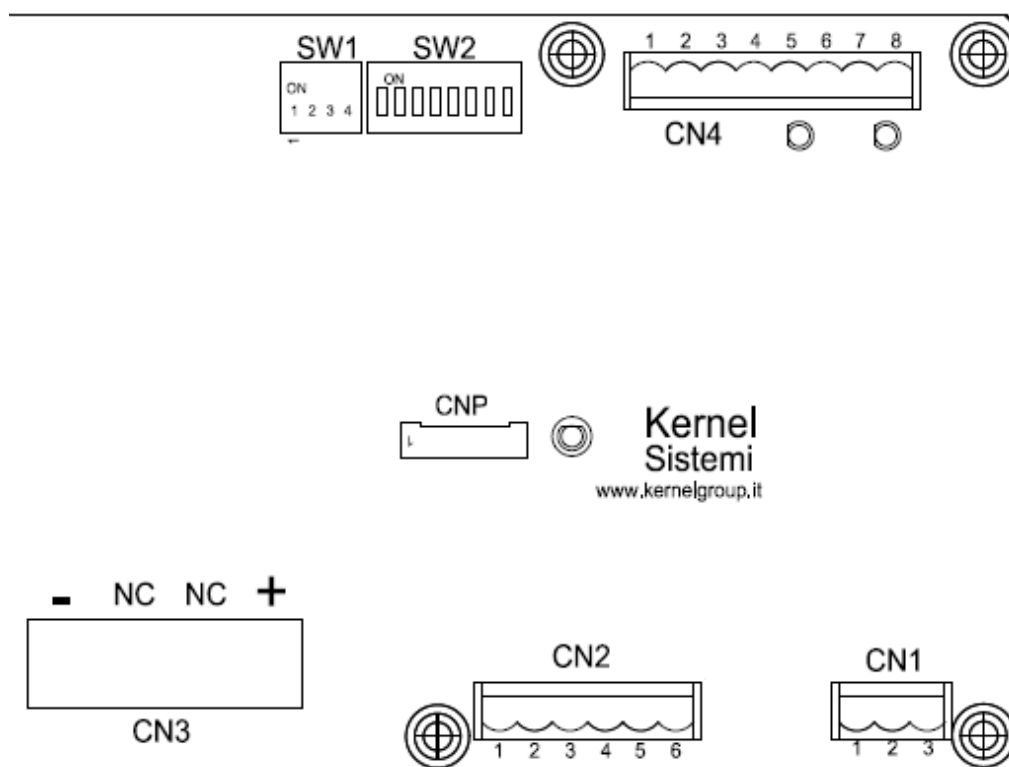 SW1 SW2
ON
ON
1 2 3 4
1 2 3 4 5 6 7 8
CN4
CNP
1
Kernel
Sistemi
www.kernelgroup.it
- NC NC +
CN3
CN2
1 2 3 4 5 6
CN1
1 2 3